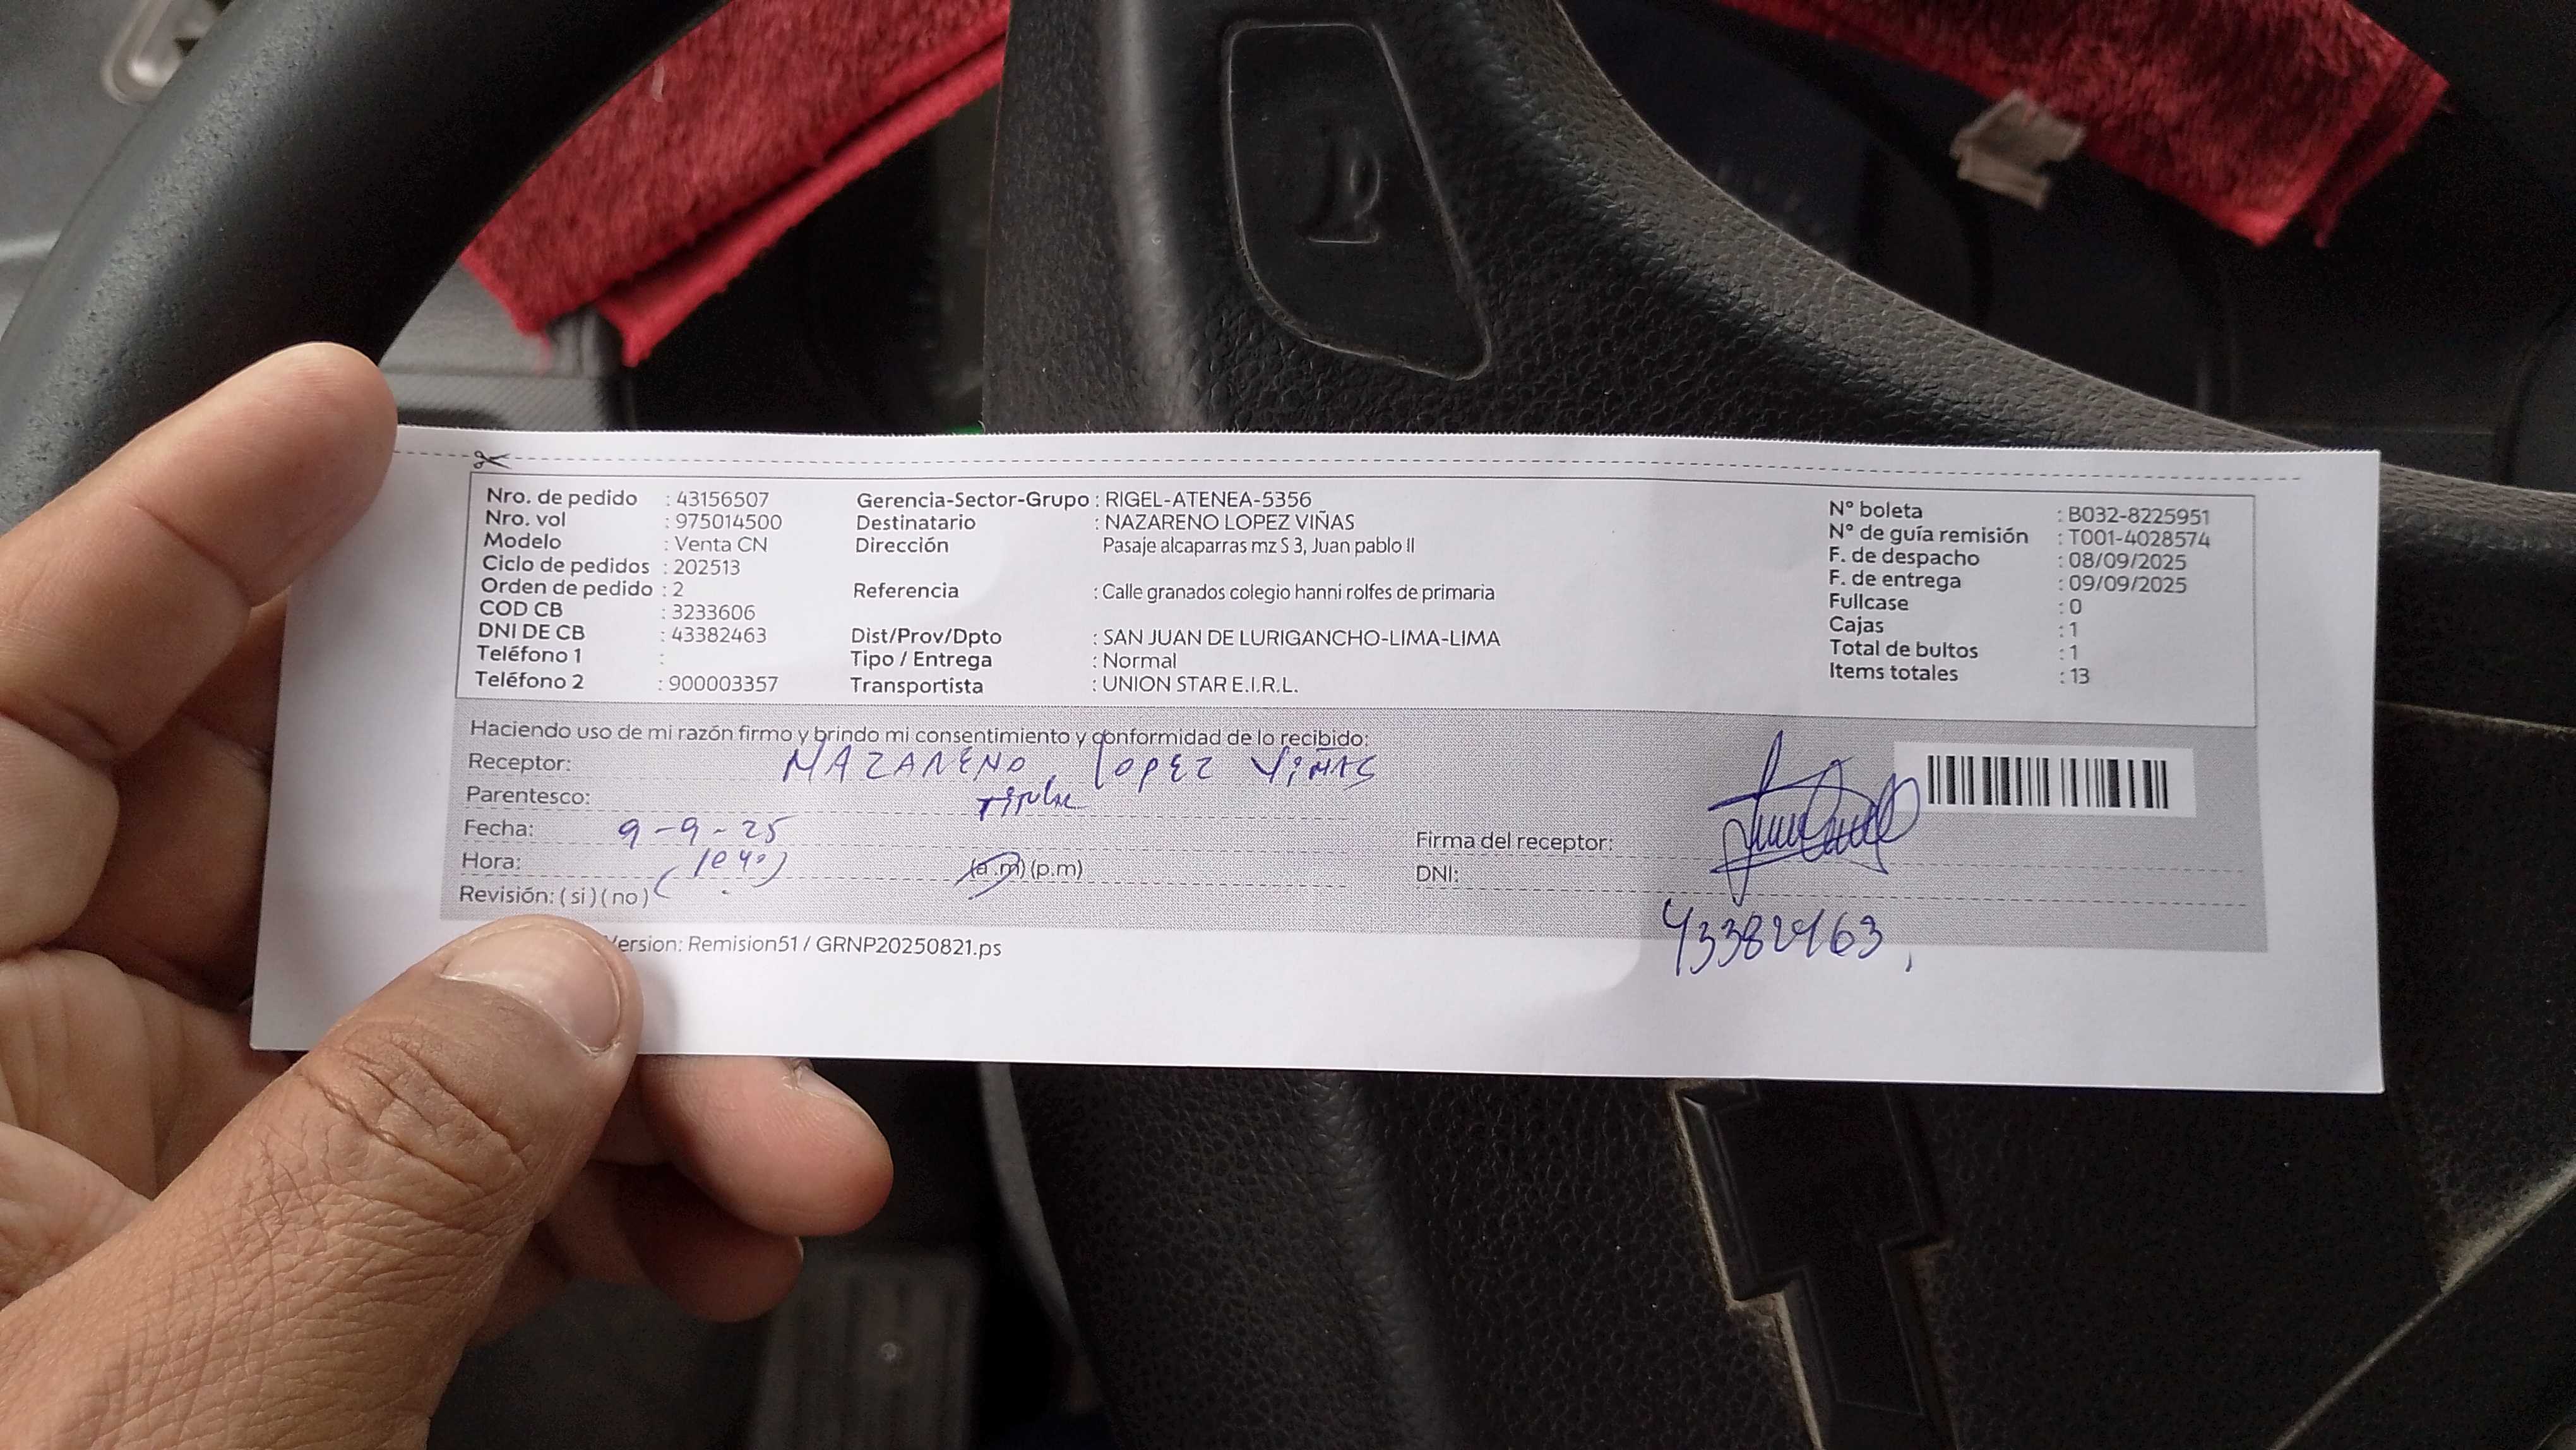 Nro. de pedido : 43156507
Nro. vol : 975014500
Modelo : Venta CN
Ciclo de pedidos : 202513
Orden de pedido : 2
COD CB : 3233606
DNI DE CB : 43382463
Teléfono 1 :
Teléfono 2 : 900003357
Gerencia-Sector-Grupo : RIGEL-ATENEA-5356
Destinatario : NAZARENO LOPEZ VIÑAS
Dirección Pasaje alcaparras mz S 3, Juan pablo II
Referencia : Calle granados colegio hanni rolfes de primaria
Dist/Prov/Dpto : SAN JUAN DE LURIGANCHO-LIMA-LIMA
Tipo / Entrega : Normal
Transportista : UNION STAR E.I.R.L.
N° boleta : B032-8225951
N° de guía remisión : T001-4028574
F. de despacho : 08/09/2025
F. de entrega : 09/09/2025
Fullcase : 0
Cajas : 1
Total de bultos : 1
Items totales : 13
Haciendo uso de mi razón firmo y brindo mi consentimiento y conformidad de lo recibido:
Receptor: NAZARENO LOPEZ VIÑAS
Parentesco: Titular
Fecha: 9-9-25
Hora: (10 40) (a.m) (p.m)
Revisión: ( si ) ( no )
Firma del receptor:
DNI: 43382463
Version: Remision51 / GRNP20250821.ps